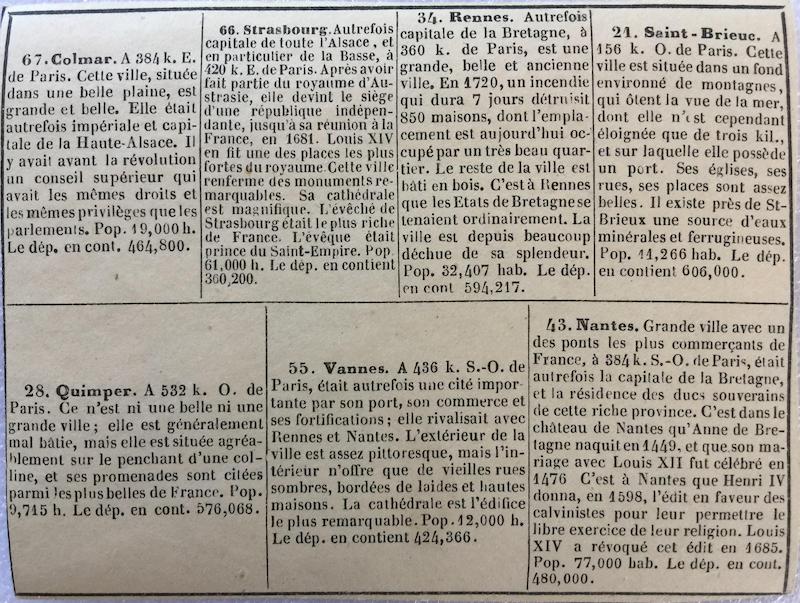 67. Colmar. A 384 k. E.
de Paris. Cette ville, située
dans une belle plaine, est
grande et belle. Elle était
autrefois impériale et capi-
tale de la Haute-Alsace. Il
y avait avant la révolution
un conseil supérieur qui
avait les mêmes droits et
les mêmes privilèges que les
parlements. Pop. 19,000 h.
Le dép. en cont. 464,800.
66. Strasbourg. Autrefois
capitale de toute l'Alsace, et
en particulier de la Basse, à
420 k. E. de Paris. Après avoir
fait partie du royaume d'Au-
strasie, elle devint le siège
d'une république indépen-
dante, jusqu'à sa réunion à la
France, en 1681. Louis XIV
en fit une des places les plus
fortes du royaume. Cette ville
renferme des monuments re-
marquables. Sa cathédrale
est magnifique. L'évêché de
Strasbourg était le plus riche
de France. L'évêque était
prince du Saint-Empire. Pop.
61,000 h. Le dép. en contient
360,200.
34. Rennes. Autrefois
capitale de la Bretagne, à
360 k. de Paris, est une
grande, belle et ancienne
ville. En 1720, un incendie
qui dura 7 jours détruisit
850 maisons, dont l'empla-
cement est aujourd'hui oc-
cupé par un très beau quar-
tier. Le reste de la ville est
bâti en bois. C'est à Rennes
que les Etats de Bretagne se
tenaient ordinairement. La
ville est depuis beaucoup
déchue de sa splendeur.
Pop. 32,407 hab. Le dép.
en cont 594,217.
21. Saint-Brieuc. A
156 k. O. de Paris. Cette
ville est située dans un fond
environné de montagnes,
qui ôtent la vue de la mer,
dont elle n'est cependant
éloignée que de trois kil.,
et sur laquelle elle possède
un port. Ses églises, ses
rues, ses places sont assez
belles. Il existe près de St-
Brieux une source d'eaux
minérales et ferrugineuses.
Pop. 11,266 hab. Le dép.
en contient 606,000.
28. Quimper. A 532 k. O. de
Paris. Ce n'est ni une belle ni une
grande ville; elle est généralement
mal bâtie, mais elle est située agréa-
blement sur le penchant d'une col-
line, et ses promenades sont citées
parmi les plus belles de France. Pop.
9,715 h. Le dép. en cont. 576,068.
55. Vannes. A 436 k. S.-O. de
Paris, était autrefois une cité impor-
tante par son port, son commerce et
ses fortifications; elle rivalisait avec
Rennes et Nantes. L'extérieur de la
ville est assez pittoresque, mais l'in-
térieur n'offre que de vieilles rues
sombres, bordées de laides et hautes
maisons. La cathédrale est l'édifice
le plus remarquable. Pop. 12,000 h.
Le dép. en contient 424,366.
43. Nantes. Grande ville avec un
des ponts les plus commerçants de
France, à 384 k. S.-O. de Paris, était
autrefois la capitale de la Bretagne,
et la résidence des ducs souverains
de cette riche province. C'est dans le
château de Nantes qu'Anne de Bre-
tagne naquit en 1449, et que son ma-
riage avec Louis XII fut célébré en
1476 C'est à Nantes que Henri IV
donna, en 1598, l'édit en faveur des
calvinistes pour leur permettre le
libre exercice de leur religion. Louis
XIV a révoqué cet édit en 1685.
Pop. 77,000 hab. Le dép. en cont.
480,000.